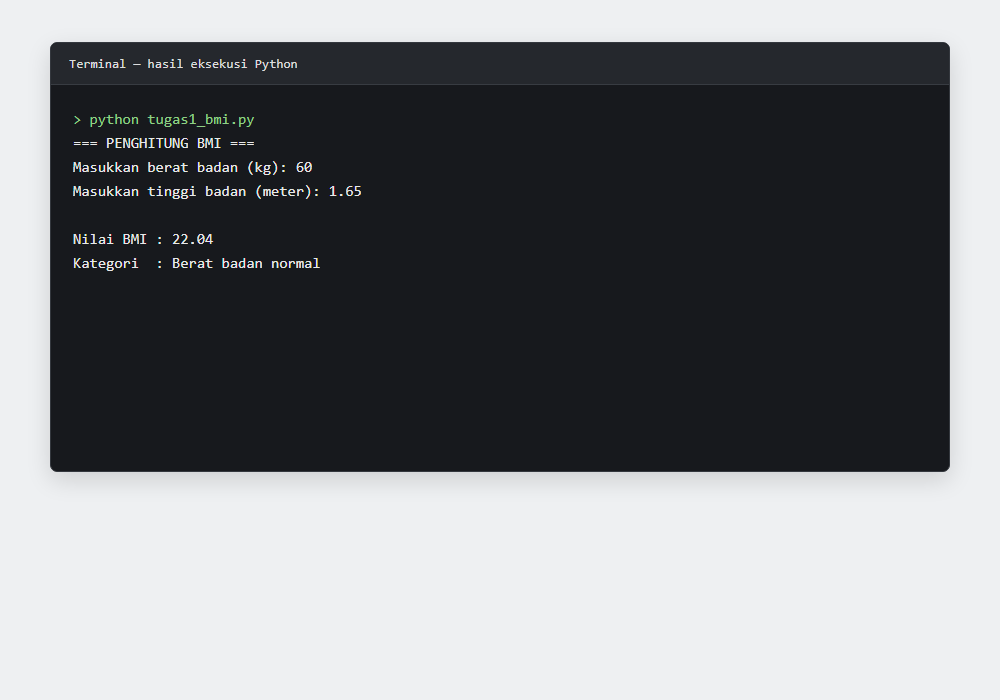 Terminal — hasil eksekusi Python
> python tugas1_bmi.py
=== PENGHITUNG BMI ===
Masukkan berat badan (kg): 60
Masukkan tinggi badan (meter): 1.65
Nilai BMI : 22.04
Kategori  : Berat badan normal